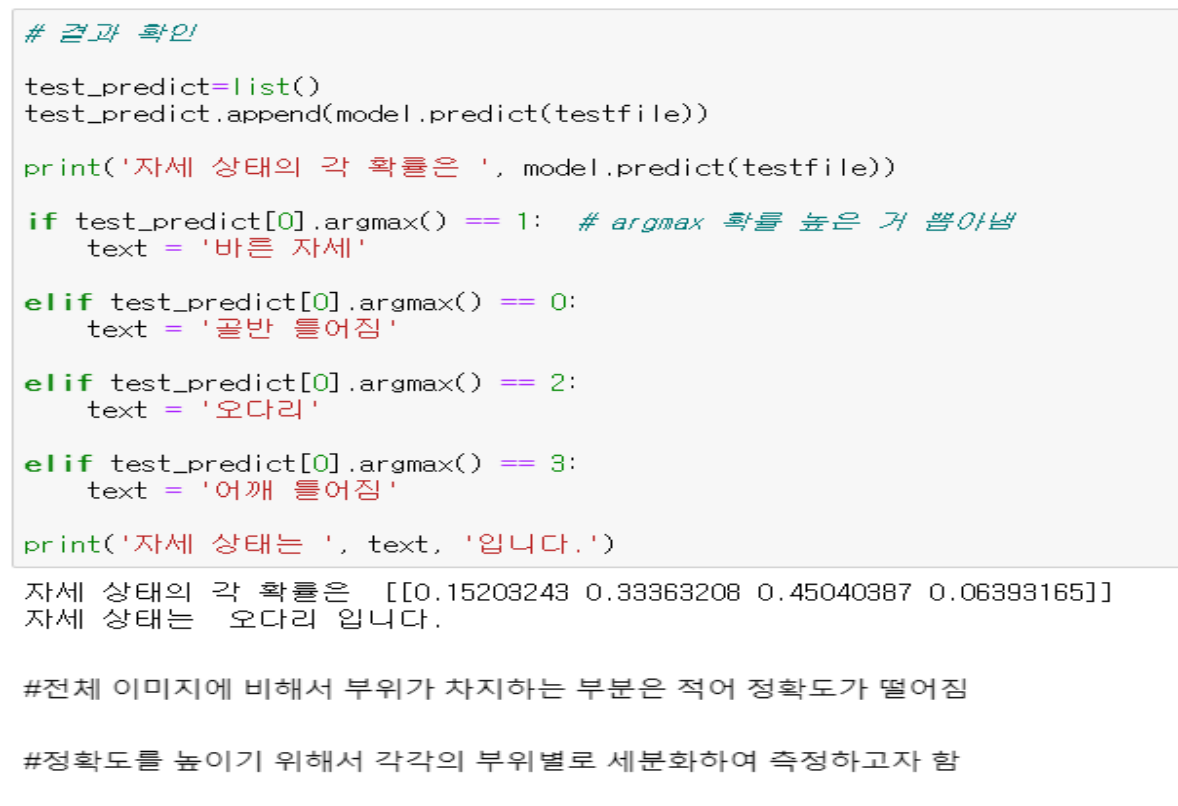 # 결과 확인
test_predict=list()
test_predict.append(model.predict(testfile))
print('자세 상태의 각 확률은 ', model.predict(testfile))
if test_predict[0].argmax() == 1:  # argmax 확률 높은 거 뽑아냄
    text = '바른 자세'
elif test_predict[0].argmax() == 0:
    text = '골반 틀어짐'
elif test_predict[0].argmax() == 2:
    text = '오다리'
elif test_predict[0].argmax() == 3:
    text = '어깨 틀어짐'
print('자세 상태는 ', text, '입니다.')
자세 상태의 각 확률은  [[0.15203243 0.33363208 0.45040387 0.06393165]]
자세 상태는  오다리 입니다.
#전체 이미지에 비해서 부위가 차지하는 부분은 적어 정확도가 떨어짐
#정확도를 높이기 위해서 각각의 부위별로 세분화하여 측정하고자 함